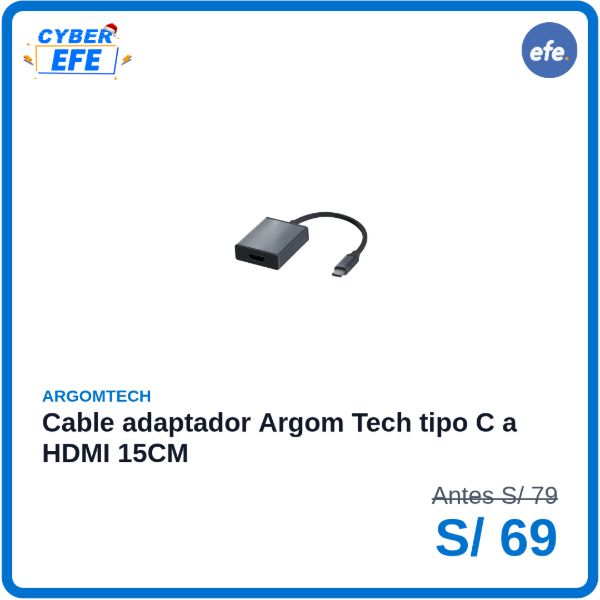 CYBER
EFE
efe.
ARGOMTECH
Cable adaptador Argom Tech tipo C a
HDMI 15CM
Antes S/ 79
S/ 69